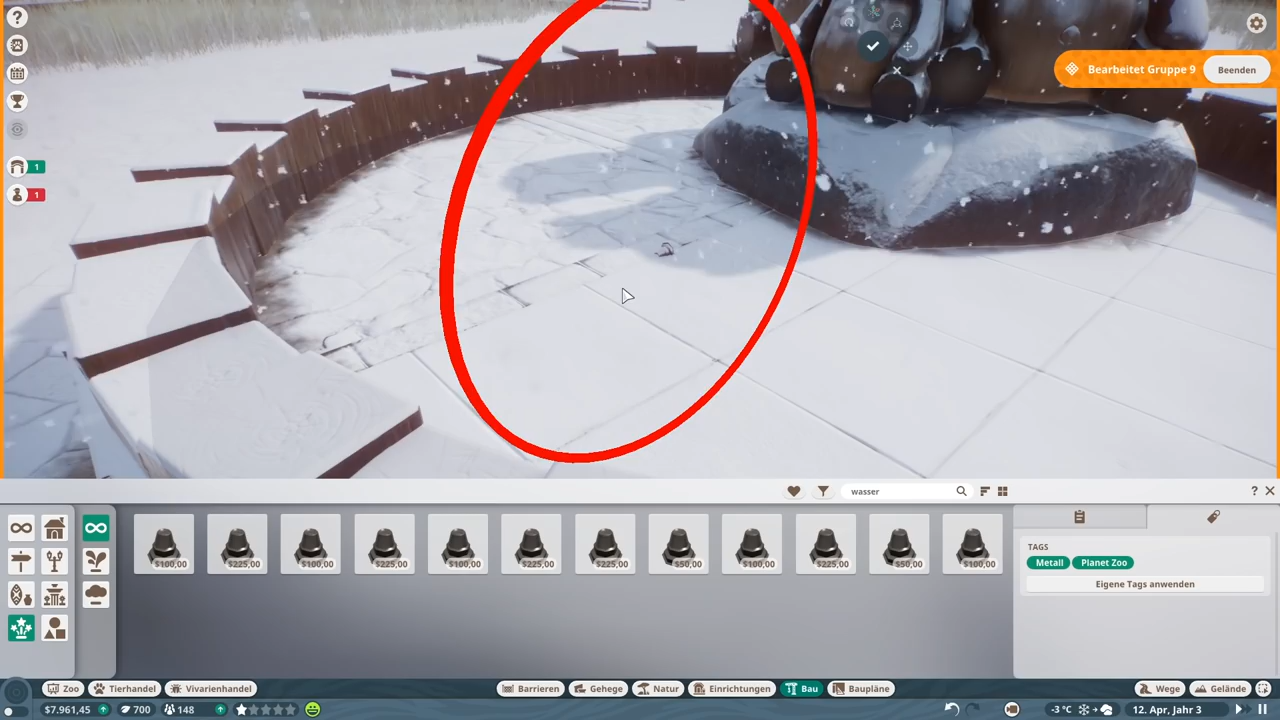 ?
Bearbeitet Gruppe 9
Beenden
1
1
wasser
?
$100,00
$225,00
$100,00
$225,00
$100,00
$225,00
$225,00
$50,00
$100,00
$225,00
$50,00
$100,00
TAGS
Metall
Planet Zoo
Eigene Tags anwenden
Zoo
Tierhandel
Vivarienhandel
Barrieren
Gehege
Natur
Einrichtungen
Bau
Baupläne
Wege
Gelände
$7.961,45
700
148
-3 °C
12. Apr, Jahr 3